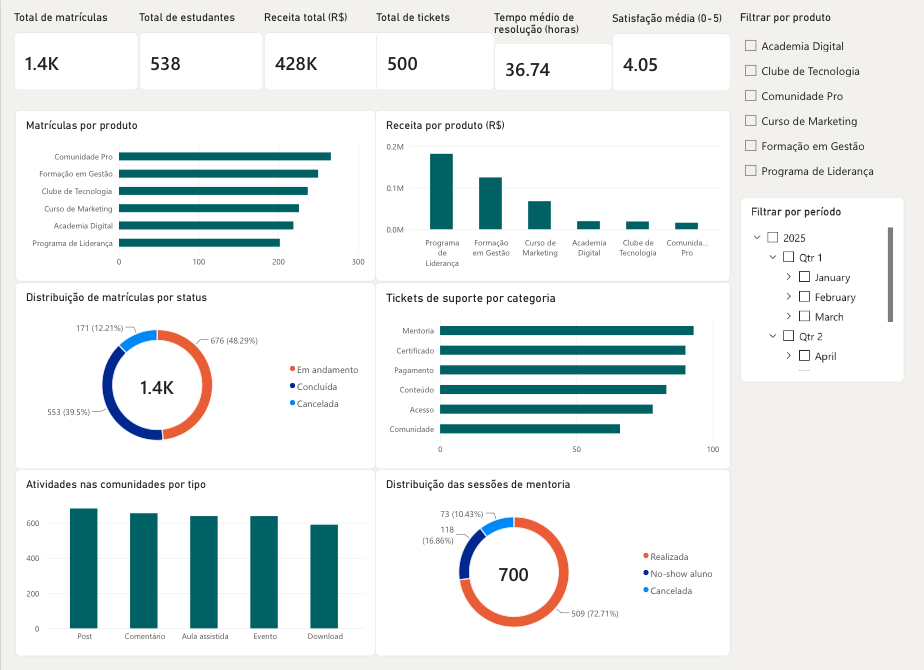 Total de matrículas
1.4K
Total de estudantes
538
Receita total (R$)
428K
Total de tickets
500
Tempo médio de
resolução (horas)
36.74
Satisfação média (0-5)
4.05
Filtrar por produto
Academia Digital
Clube de Tecnologia
Comunidade Pro
Curso de Marketing
Formação em Gestão
Programa de Liderança
Filtrar por período
2025
Qtr 1
January
February
March
Qtr 2
April
Matrículas por produto
Comunidade Pro
Formação em Gestão
Clube de Tecnologia
Curso de Marketing
Academia Digital
Programa de Liderança
0 100 200 300
Receita por produto (R$)
0.2M
0.1M
0.0M
Programa
de
Liderança
Formação
em Gestão
Curso de
Marketing
Academia
Digital
Clube de
Tecnologia
Comunida...
Pro
Distribuição de matrículas por status
171 (12.21%)
676 (48.29%)
1.4K
553 (39.5%)
Em andamento
Concluída
Cancelada
Tickets de suporte por categoria
Mentoria
Certificado
Pagamento
Conteúdo
Acesso
Comunidade
0 50 100
Atividades nas comunidades por tipo
600
400
200
0
Post Comentário Aula assistida Evento Download
Distribuição das sessões de mentoria
73 (10.43%)
118
(16.86%)
700
509 (72.71%)
Realizada
No-show aluno
Cancelada